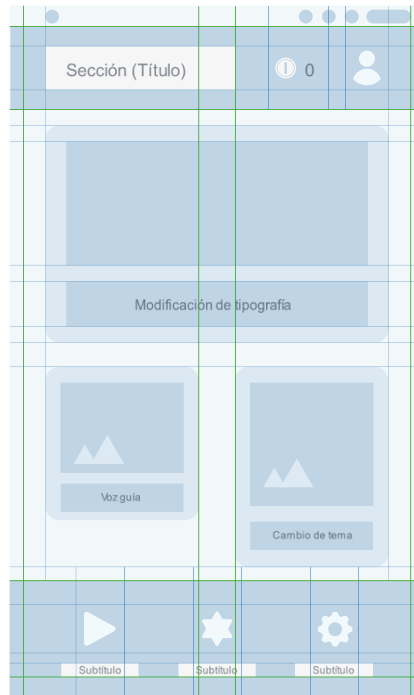 Sección (Título)
0
Modificación de tipografía
Voz guía
Cambio de tema
Subtítulo
Subtítulo
Subtítulo